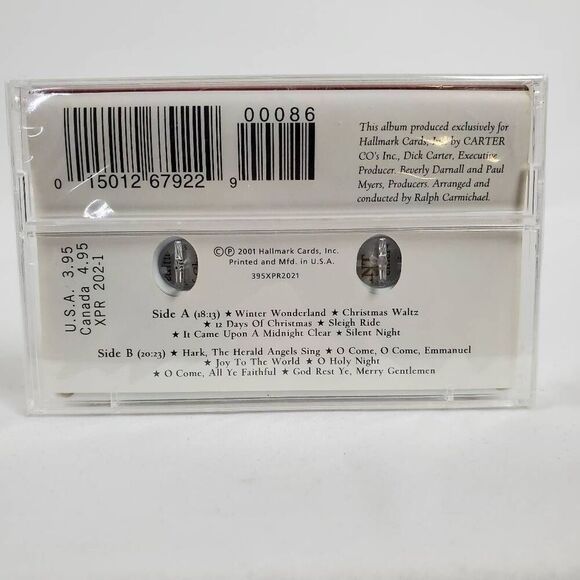 00086
0 15012 67922 9
This album produced exclusively for
Hallmark Cards, Inc. by CARTER
CO's Inc., Dick Carter, Executive
Producer. Beverly Darnall and Paul
Myers, Producers. Arranged and
conducted by Ralph Carmichael.
U.S.A. 3.95
Canada 4.95
XPR 202-1
©℗ 2001 Hallmark Cards, Inc.
Printed and Mfd. in U.S.A.
395XPR2021
Side A (18:13) ★ Winter Wonderland ★ Christmas Waltz
★ 12 Days Of Christmas ★ Sleigh Ride
★ It Came Upon A Midnight Clear ★ Silent Night
Side B (20:23) ★ Hark, The Herald Angels Sing ★ O Come, O Come, Emmanuel
★ Joy To The World ★ O Holy Night
★ O Come, All Ye Faithful ★ God Rest Ye, Merry Gentlemen